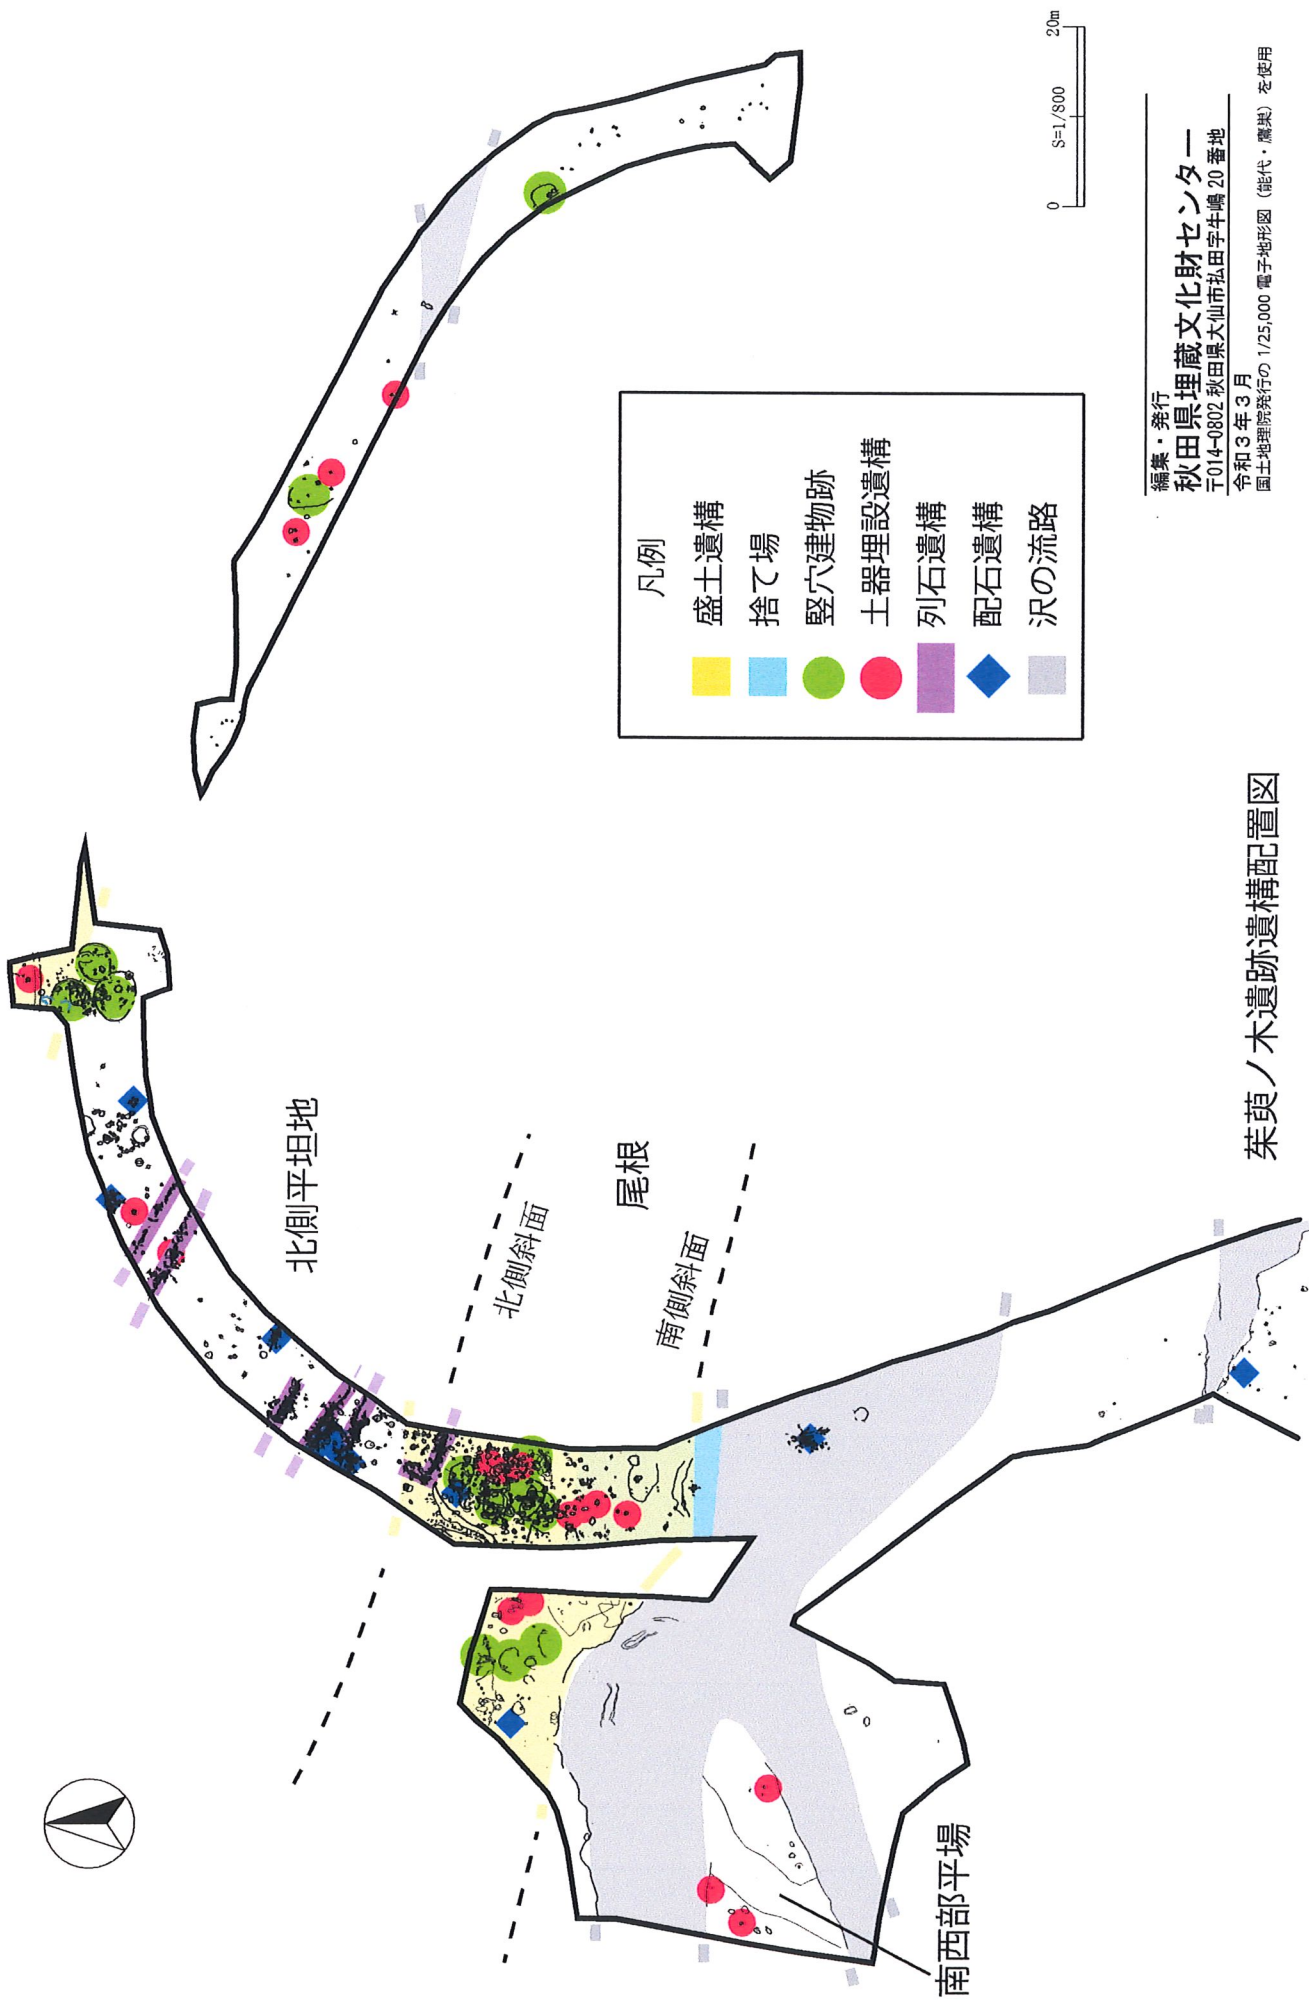 北側平坦地
北側斜面
尾根
南側斜面
南西部平場
凡例
盛土遺構
捨て場
竪穴建物跡
土器埋設遺構
列石遺構
配石遺構
沢の流路
0 S=1/800 20m
茱萸ノ木遺跡遺構配置図
編集・発行
秋田県埋蔵文化財センター
〒014-0802 秋田県大仙市払田字牛嶋 20 番地
令和3年3月
国土地理院発行の 1/25,000 電子地形図（能代・鷹巣）を使用